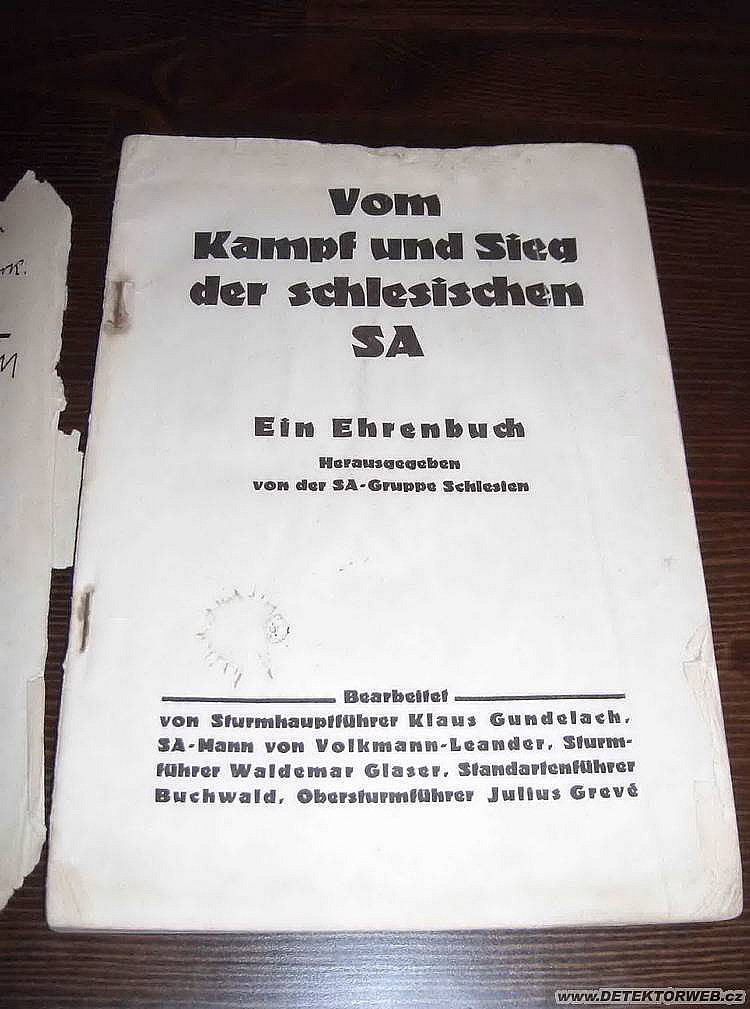 Vom
Kampf und Sieg
der schlesischen
SA
Ein Ehrenbuch
Herausgegeben
von der SA-Gruppe Schlesien
Bearbeitet
von Sturmhauptführer Klaus Gundelach,
SA-Mann von Volkmann-Leander, Sturm-
führer Waldemar Glaser, Standartenführer
Buchwald, Obersturmführer Julius Grevé
www.DETEKTORWEB.cz